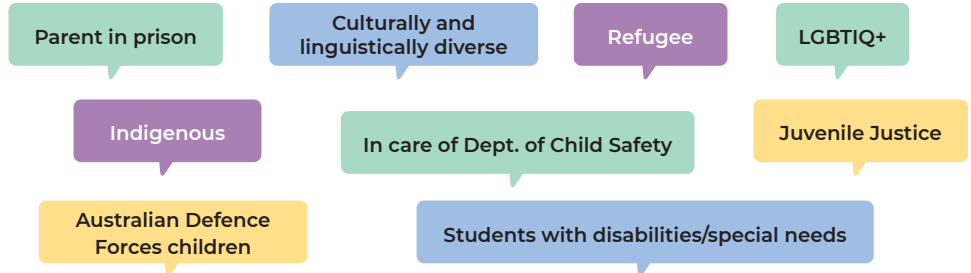 Parent in prison
Culturally and
linguistically diverse
Refugee
LGBTIQ+
Indigenous
In care of Dept. of Child Safety
Juvenile Justice
Australian Defence
Forces children
Students with disabilities/special needs